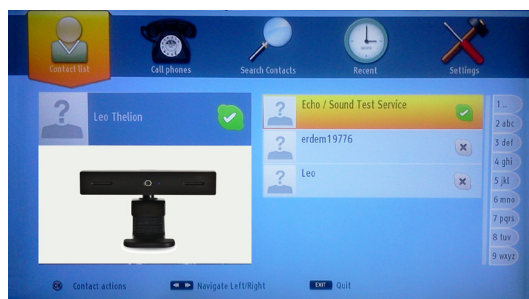 Contact list
Call phones
Search Contacts
Recent
Settings
Leo Thelion
Echo / Sound Test Service
erdem19776
Leo
1 ..
2 abc
3 def
4 ghi
5 jkl
6 mno
7 pqrs
8 tuv
9 wxyz
OK Contact actions
Navigate Left/Right
EXIT Quit